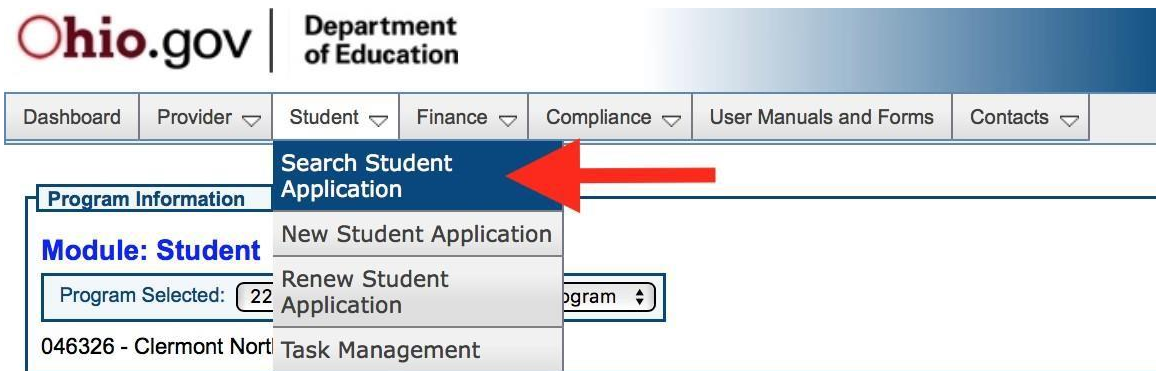 Ohio.gov
Department
of Education
Dashboard Provider Student Finance Compliance User Manuals and Forms Contacts
Search Student
Application
Program Information
New Student Application
Module: Student
Renew Student
Application
Program Selected: 22 ogram
046326 - Clermont Nort
Task Management